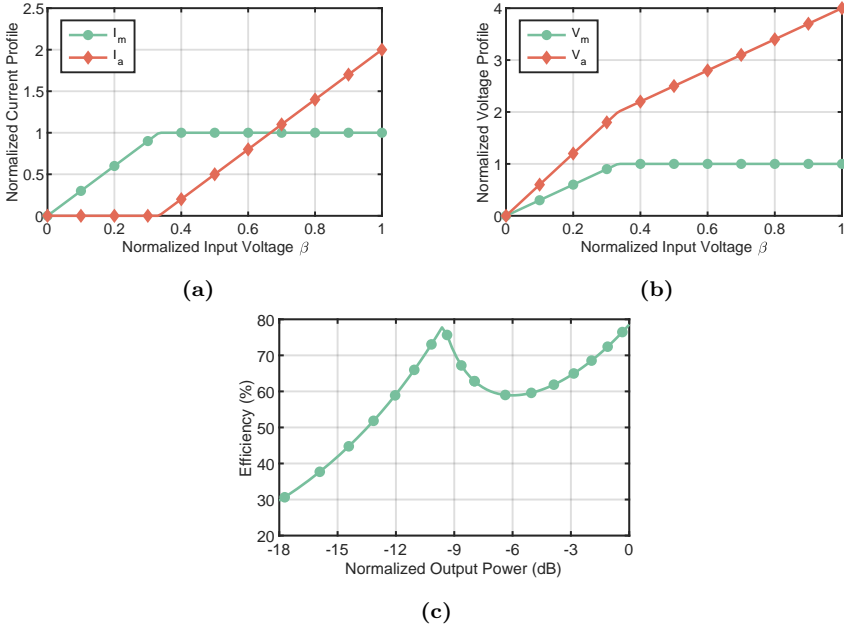 Normalized Current Profile
2.5
2
1.5
1
0.5
0
I_m
I_a
0 0.2 0.4 0.6 0.8 1
Normalized Input Voltage β
(a)
Normalized Voltage Profile
4
3
2
1
0
V_m
V_a
0 0.2 0.4 0.6 0.8 1
Normalized Input Voltage β
(b)
Efficiency (%)
80
70
60
50
40
30
20
-18 -15 -12 -9 -6 -3 0
Normalized Output Power (dB)
(c)